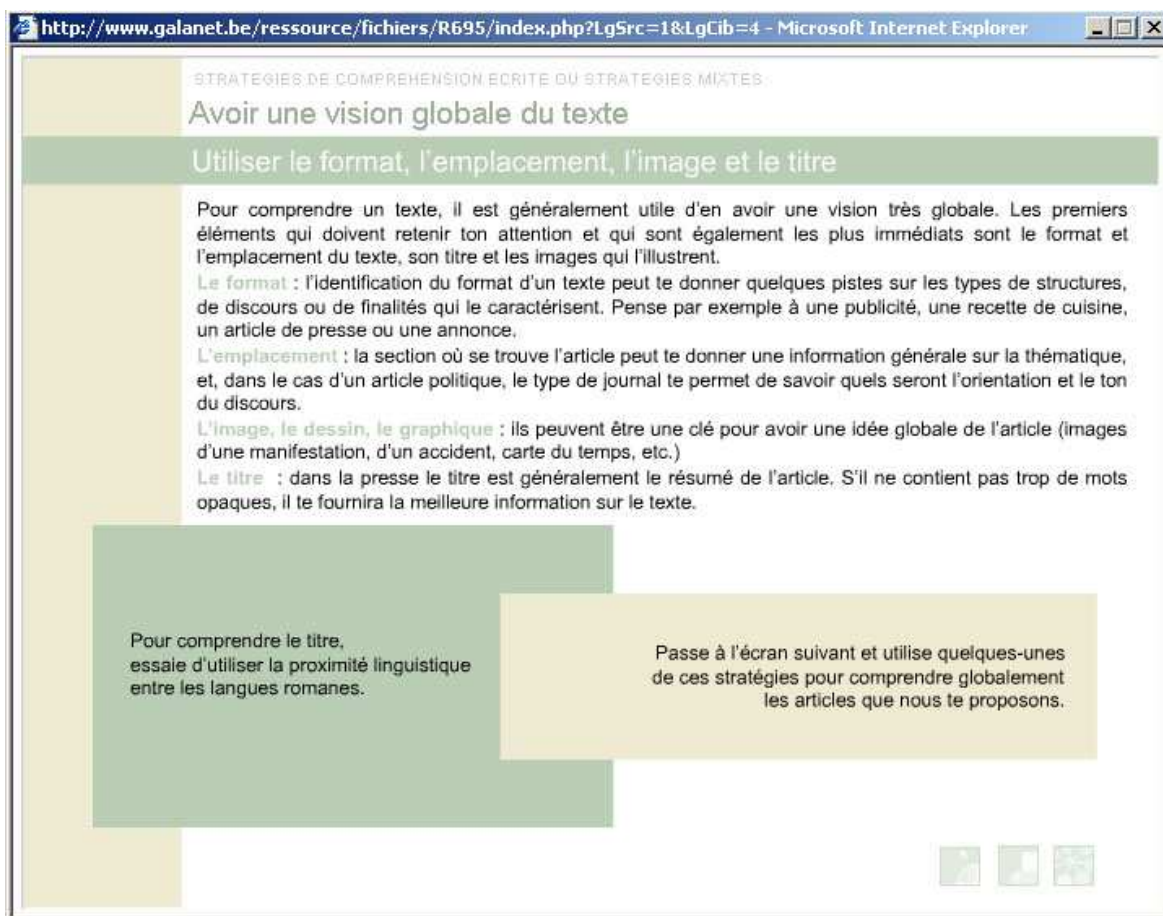 http://www.galanet.be/ressource/fichiers/R695/index.php?LgSrc=1&LgCib=4 - Microsoft Internet Explorer
STRATEGIES DE COMPREHENSION ECRITE OU STRATEGIES MIXTES
Avoir une vision globale du texte
Utiliser le format, l'emplacement, l'image et le titre
Pour comprendre un texte, il est généralement utile d'en avoir une vision très globale. Les premiers
éléments qui doivent retenir ton attention et qui sont également les plus immédiats sont le format et
l'emplacement du texte, son titre et les images qui l'illustrent.
Le format : l'identification du format d'un texte peut te donner quelques pistes sur les types de structures,
de discours ou de finalités qui le caractérisent. Pense par exemple à une publicité, une recette de cuisine,
un article de presse ou une annonce.
L'emplacement : la section où se trouve l'article peut te donner une information générale sur la thématique,
et, dans le cas d'un article politique, le type de journal te permet de savoir quels seront l'orientation et le ton
du discours.
L'image, le dessin, le graphique : ils peuvent être une clé pour avoir une idée globale de l'article (images
d'une manifestation, d'un accident, carte du temps, etc.)
Le titre : dans la presse le titre est généralement le résumé de l'article. S'il ne contient pas trop de mots
opaques, il te fournira la meilleure information sur le texte.
Pour comprendre le titre,
essaie d'utiliser la proximité linguistique
entre les langues romanes.
Passe à l'écran suivant et utilise quelques-unes
de ces stratégies pour comprendre globalement
les articles que nous te proposons.